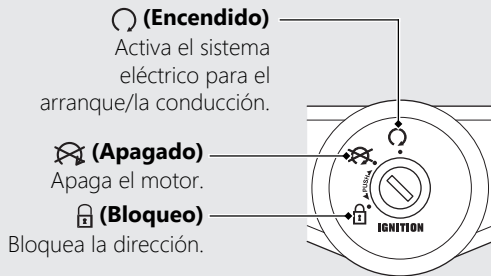 (Encendido)
Activa el sistema
eléctrico para el
arranque/la conducción.
(Apagado)
Apaga el motor.
(Bloqueo)
Bloquea la dirección.
PUSH
IGNITION